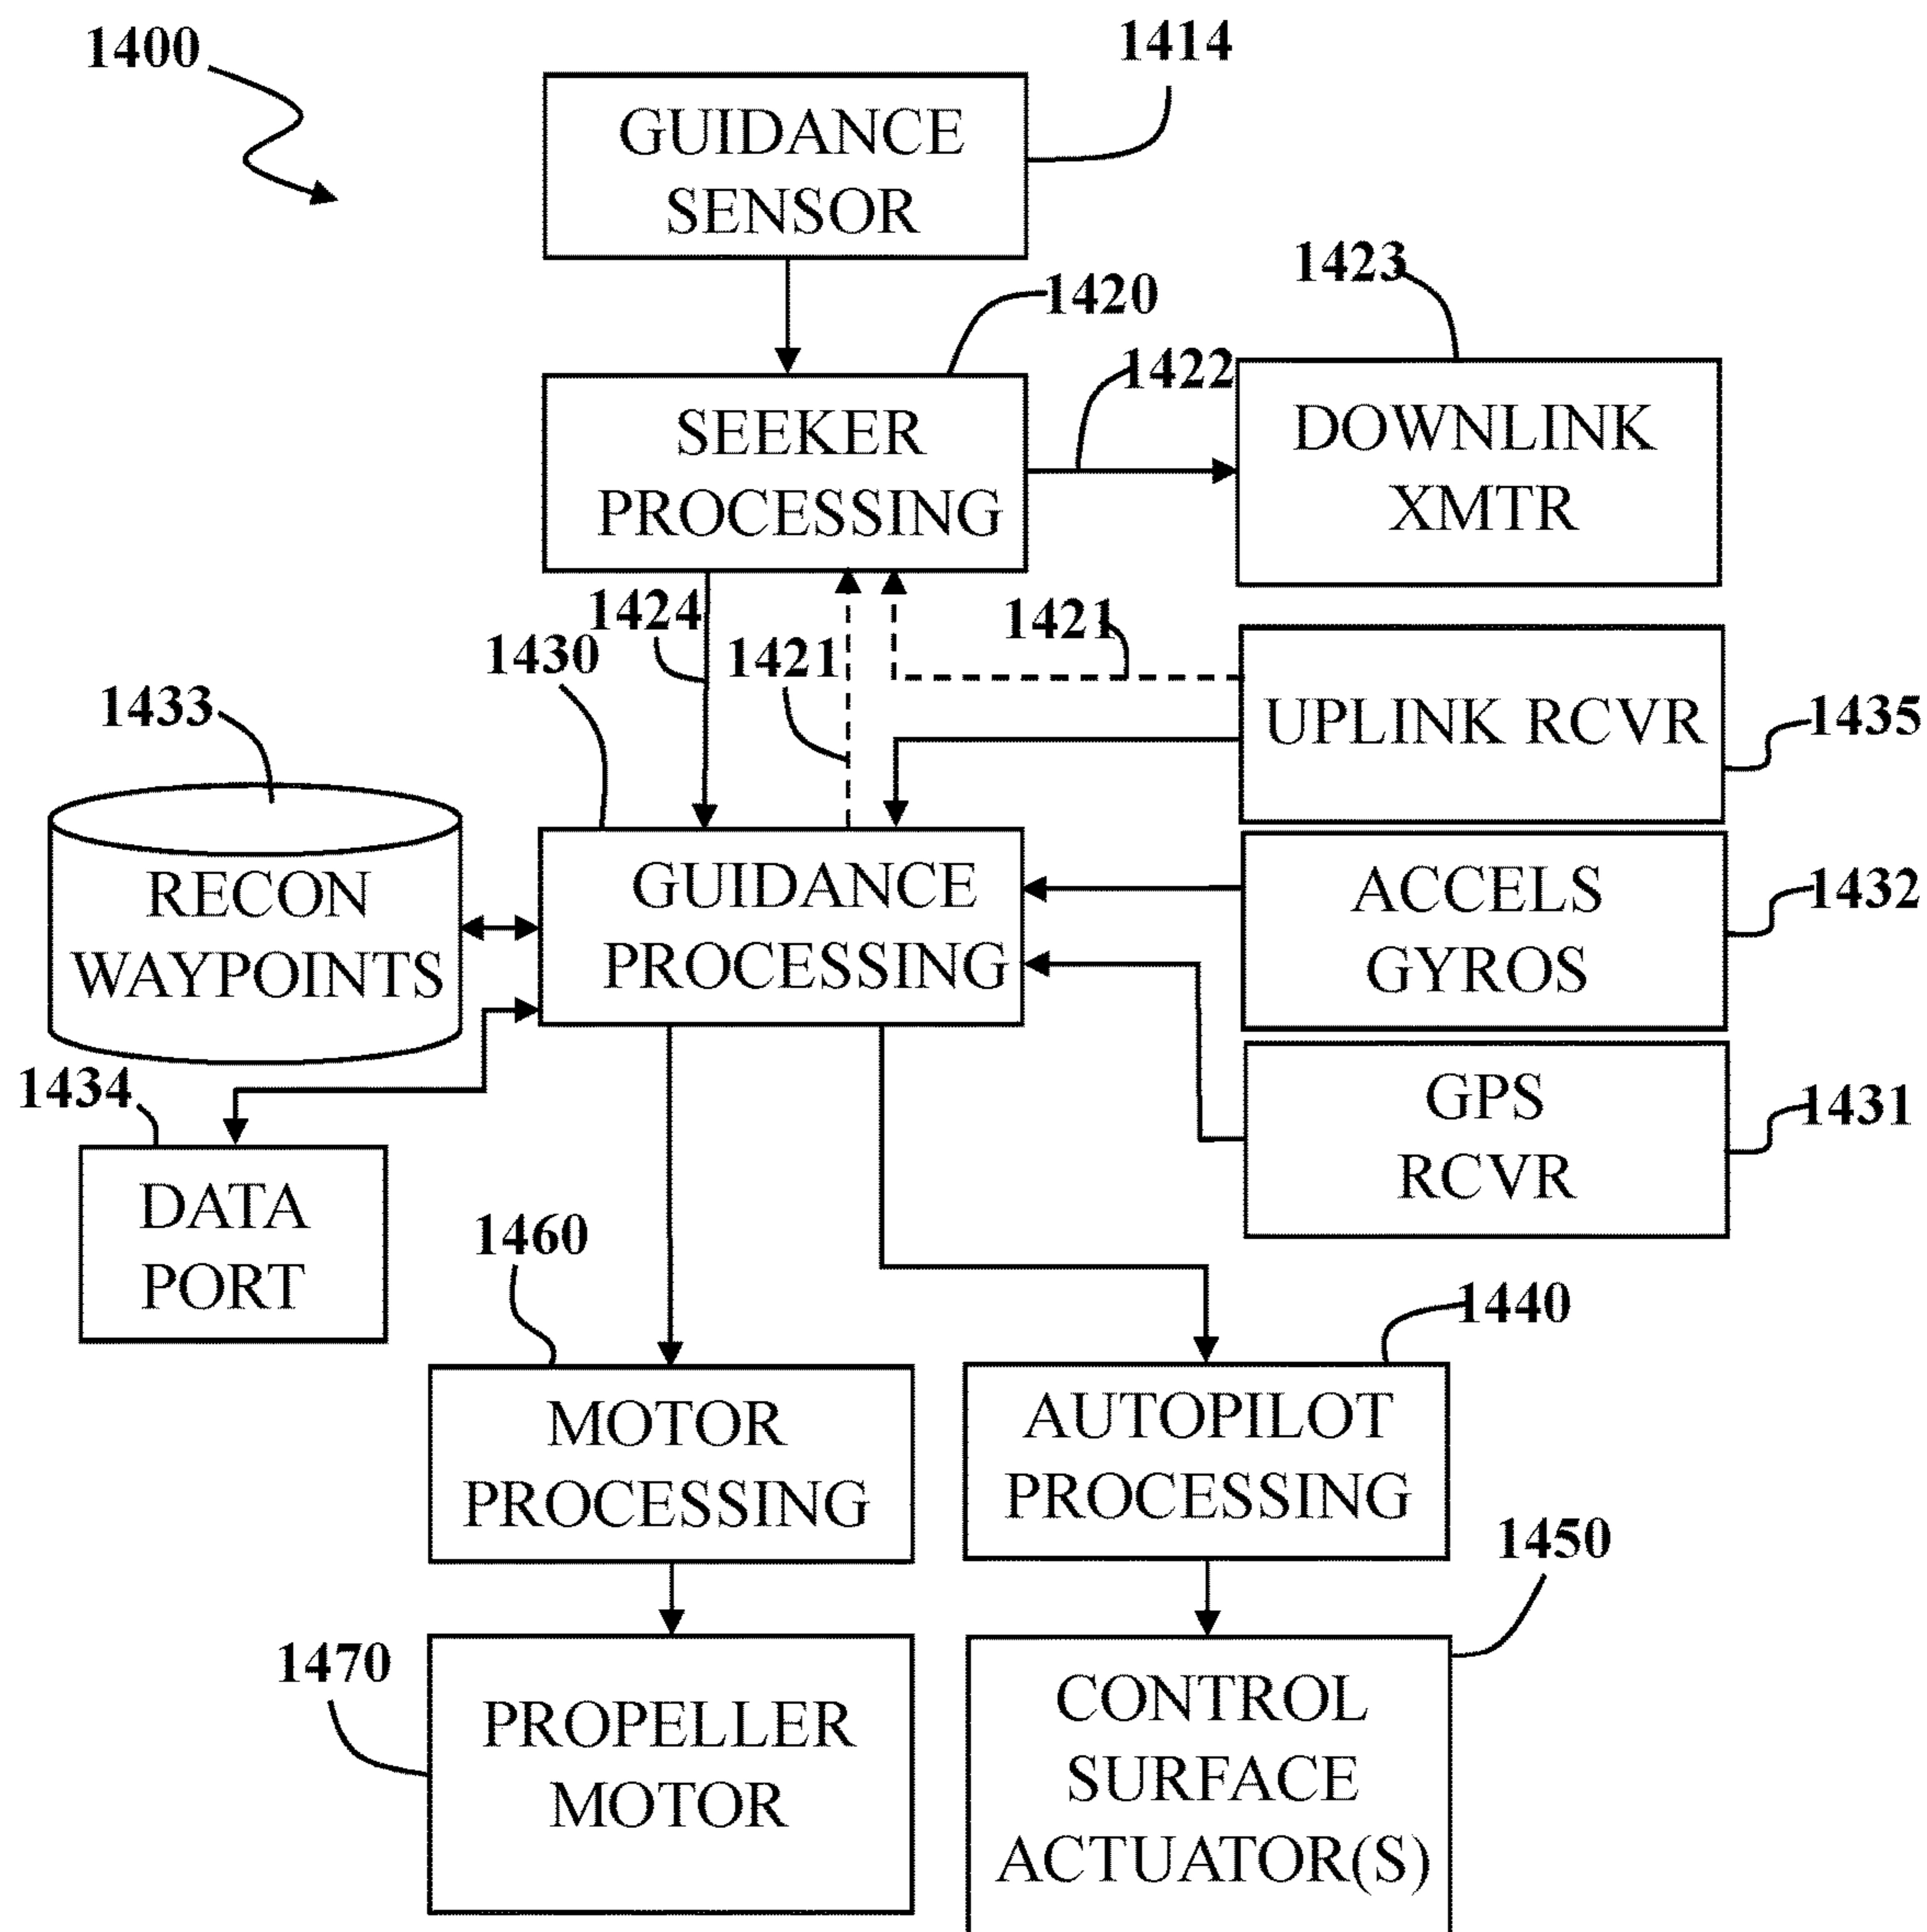 1400
1414
GUIDANCE
SENSOR
1423
1420
1422
SEEKER
PROCESSING
DOWNLINK
XMTR
1424
1421
1421
1430
1433
UPLINK RCVR
1435
RECON
WAYPOINTS
GUIDANCE
PROCESSING
ACCELS
GYROS
1432
1434
GPS
RCVR
1431
DATA
PORT
1460
1440
MOTOR
PROCESSING
AUTOPILOT
PROCESSING
1450
1470
PROPELLER
MOTOR
CONTROL
SURFACE
ACTUATOR(S)